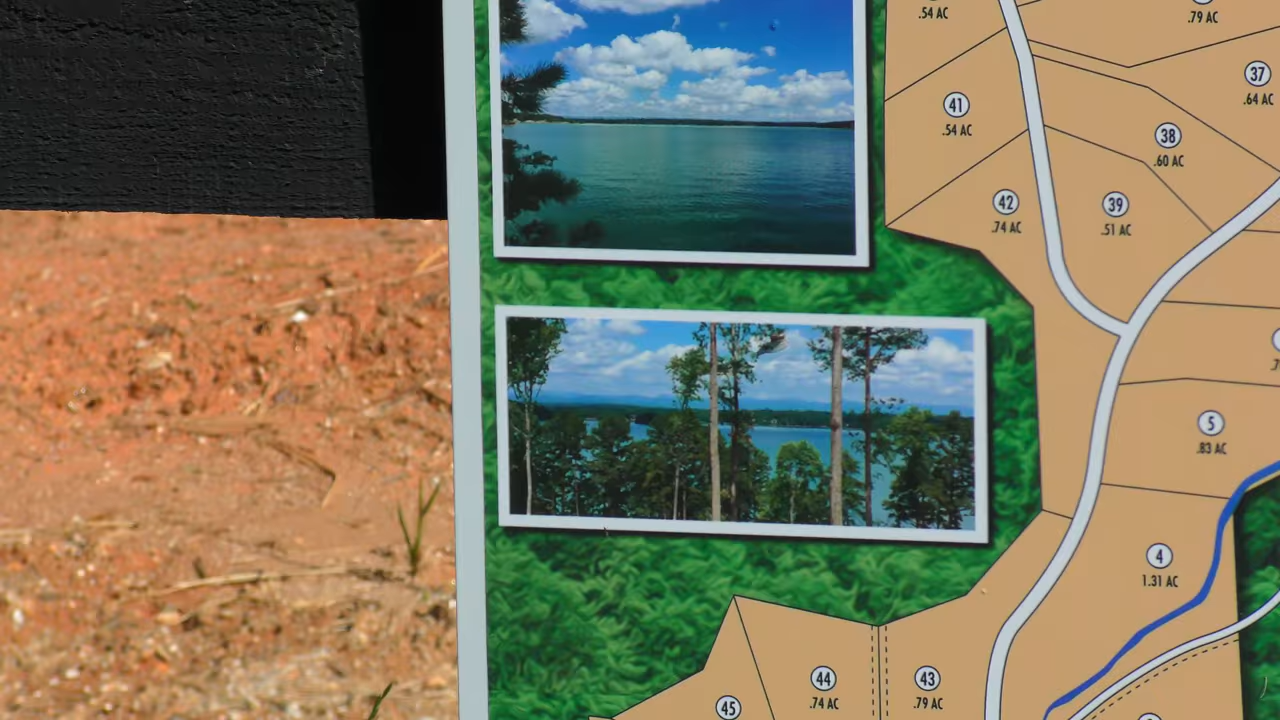 .54 AC
.79 AC
37
.64 AC
41
.54 AC
38
.60 AC
42
.74 AC
39
.51 AC
5
.83 AC
4
1.31 AC
44
.74 AC
43
.79 AC
45